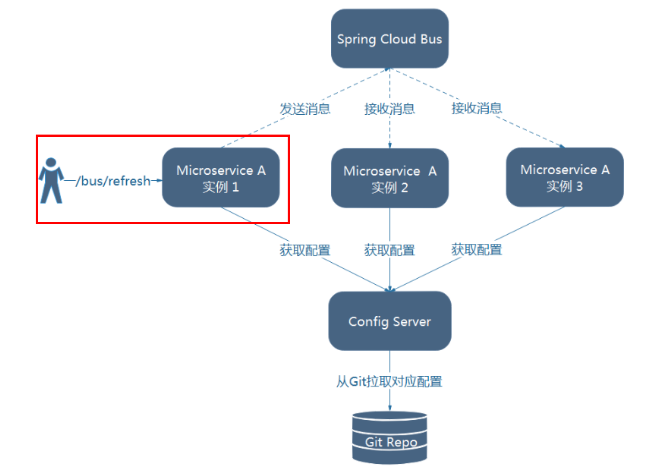 Spring Cloud Bus
发送消息
接收消息
接收消息
/bus/refresh
Microservice A
实例 1
Microservice A
实例 2
Microservice A
实例 3
获取配置
获取配置
获取配置
Config Server
从Git拉取对应配置
Git Repo